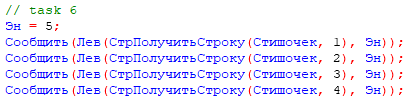 // task 6
Эн = 5;
Сообщить(Лев(СтрПолучитьСтроку(Стишочек, 1), Эн));
Сообщить(Лев(СтрПолучитьСтроку(Стишочек, 2), Эн));
Сообщить(Лев(СтрПолучитьСтроку(Стишочек, 3), Эн));
Сообщить(Лев(СтрПолучитьСтроку(Стишочек, 4), Эн));